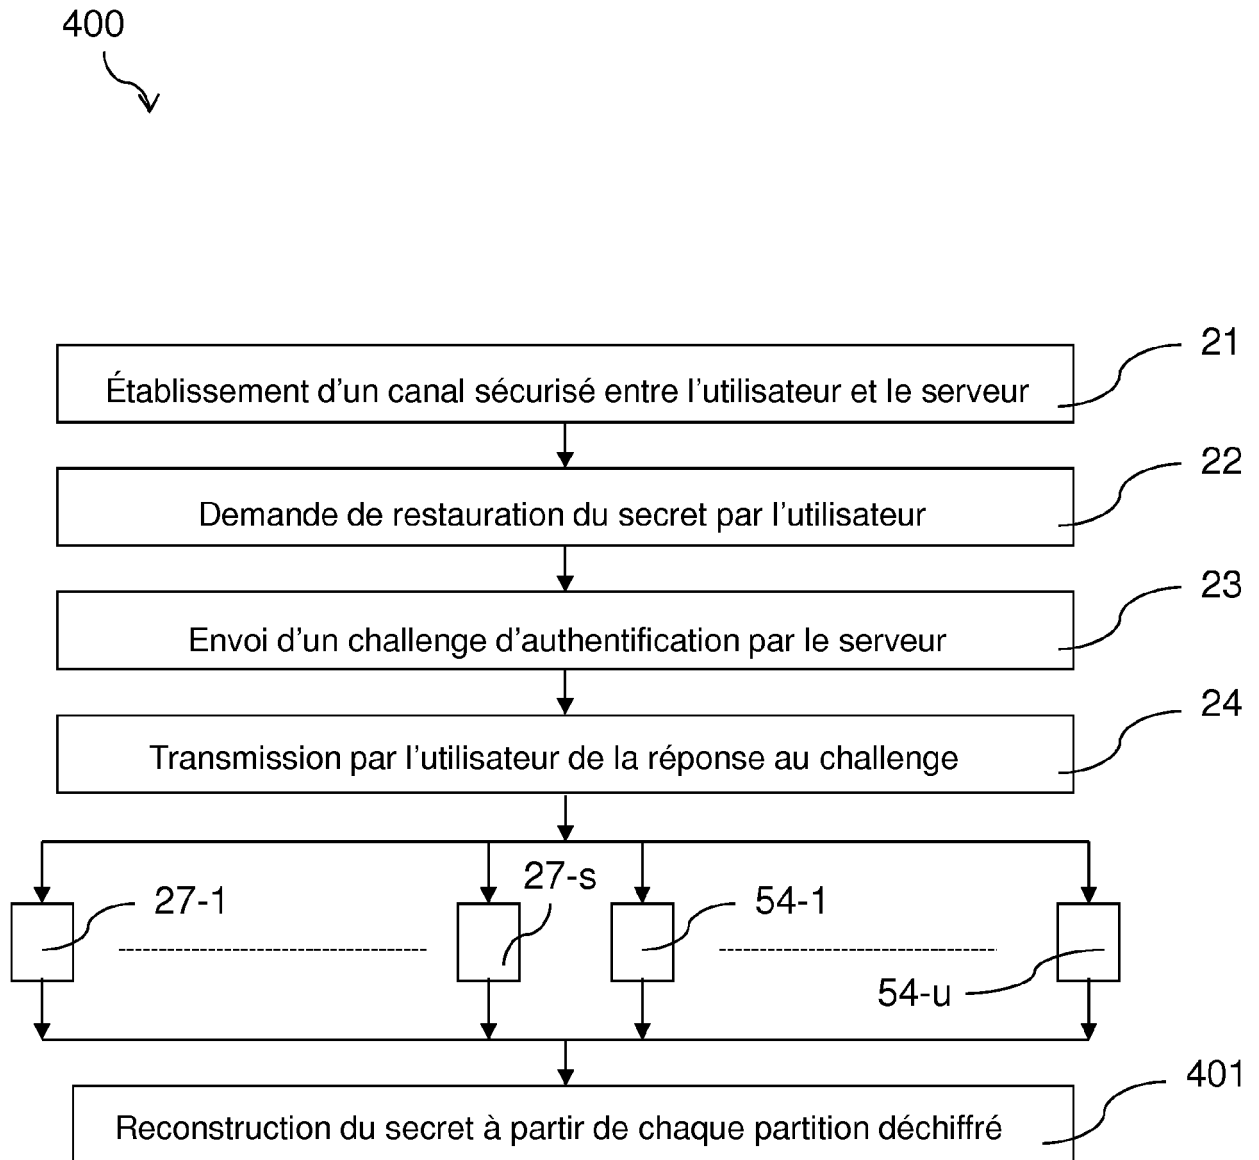 400
21
Établissement d'un canal sécurisé entre l'utilisateur et le serveur
22
Demande de restauration du secret par l'utilisateur
23
Envoi d'un challenge d'authentification par le serveur
24
Transmission par l'utilisateur de la réponse au challenge
27-1
27-s
54-1
54-u
401
Reconstruction du secret à partir de chaque partition déchiffré